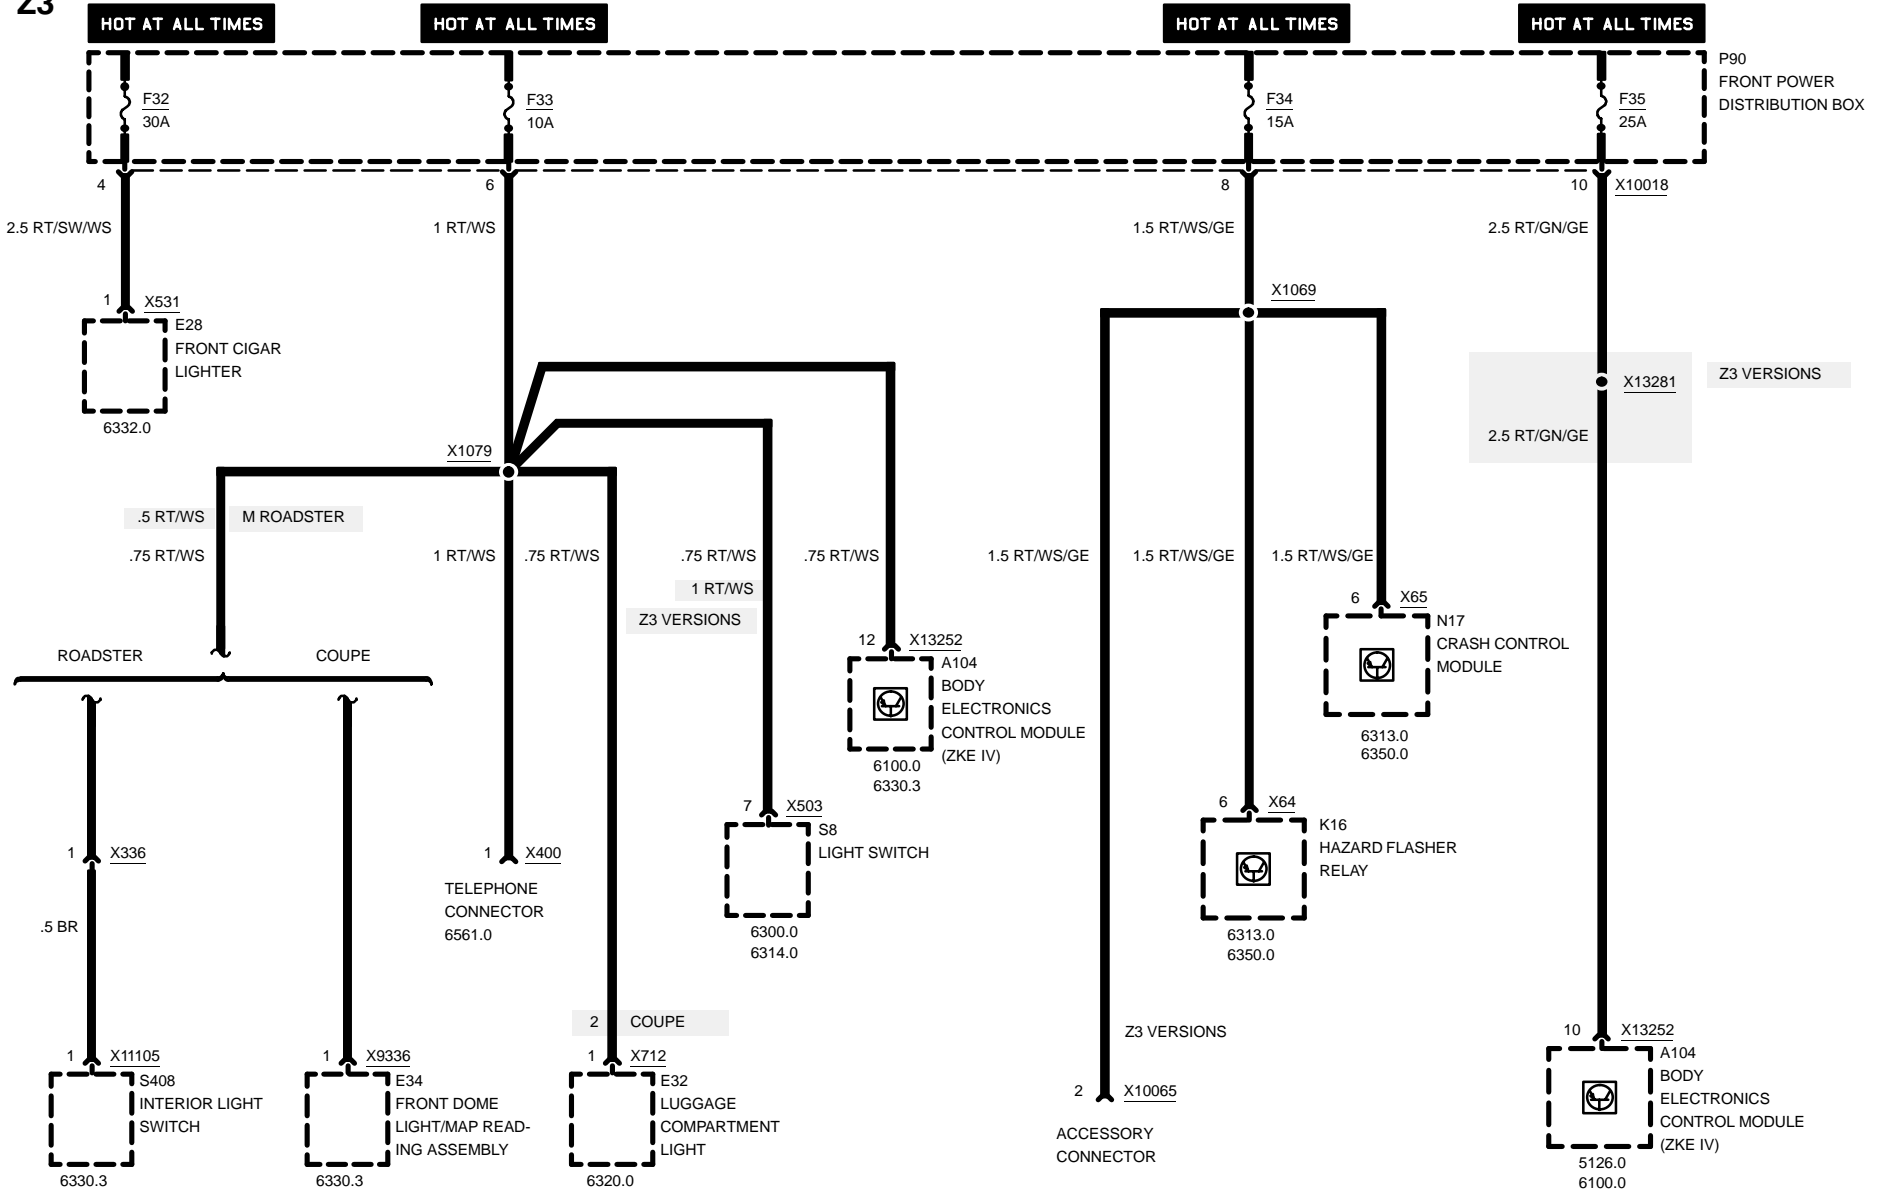 Z3
HOT AT ALL TIMES
HOT AT ALL TIMES
HOT AT ALL TIMES
HOT AT ALL TIMES
P90
FRONT POWER
DISTRIBUTION BOX
F32
30A
F33
10A
F34
15A
F35
25A
4
6
8
10
X10018
2.5 RT/SW/WS
1 RT/WS
1.5 RT/WS/GE
2.5 RT/GN/GE
1
X531
E28
FRONT CIGAR
LIGHTER
6332.0
X1069
X13281
Z3 VERSIONS
2.5 RT/GN/GE
X1079
.5 RT/WS
M ROADSTER
.75 RT/WS
1 RT/WS
.75 RT/WS
.75 RT/WS
.75 RT/WS
1.5 RT/WS/GE
1.5 RT/WS/GE
1.5 RT/WS/GE
1 RT/WS
Z3 VERSIONS
6
X65
N17
CRASH CONTROL
MODULE
6313.0
6350.0
12
X13252
A104
BODY
ELECTRONICS
CONTROL MODULE
(ZKE IV)
6100.0
6330.3
ROADSTER
COUPE
7
X503
S8
LIGHT SWITCH
6300.0
6314.0
6
X64
K16
HAZARD FLASHER
RELAY
6313.0
6350.0
1
X336
1
X400
TELEPHONE
CONNECTOR
6561.0
.5 BR
2
COUPE
Z3 VERSIONS
1
X11105
S408
INTERIOR LIGHT
SWITCH
6330.3
1
X9336
E34
FRONT DOME
LIGHT/MAP READ-
ING ASSEMBLY
6330.3
1
X712
E32
LUGGAGE
COMPARTMENT
LIGHT
6320.0
2
X10065
ACCESSORY
CONNECTOR
10
X13252
A104
BODY
ELECTRONICS
CONTROL MODULE
(ZKE IV)
5126.0
6100.0